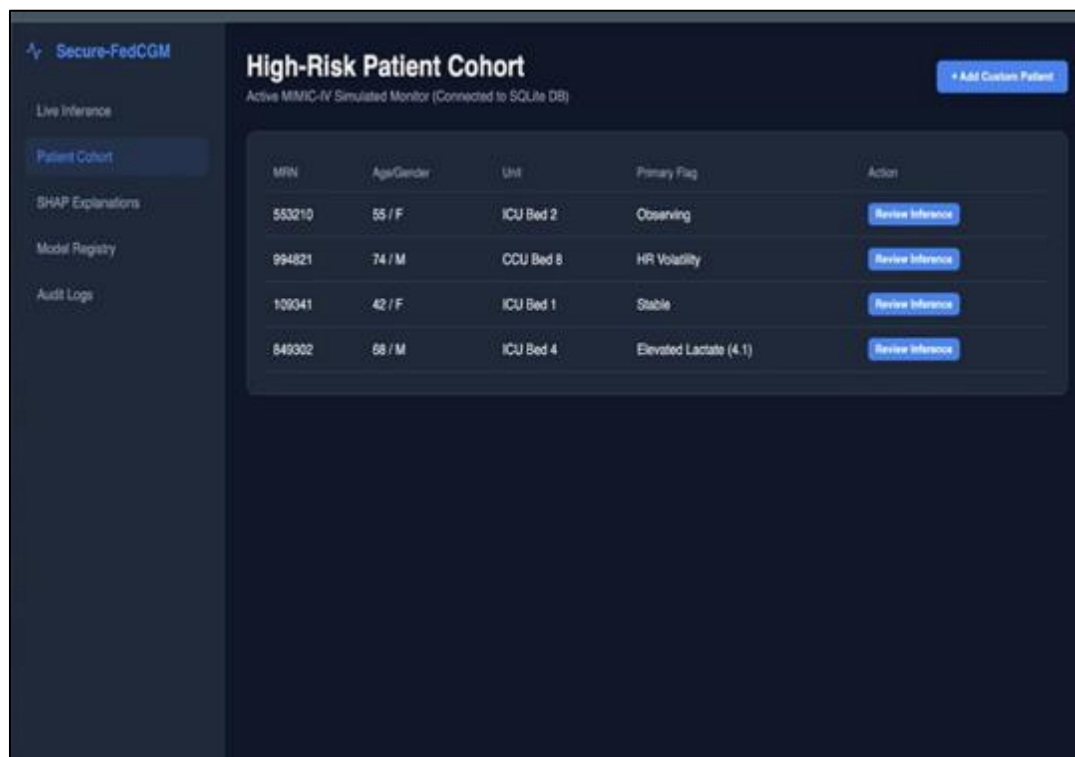 Secure-FedCGM
Live Inference
Patient Cohort
SHAP Explanations
Model Registry
Audit Logs
High-Risk Patient Cohort
Active MIMIC-IV Simulated Monitor (Connected to SQLite DB)
+ Add Custom Patient
MRN Age/Gender Unit Primary Flag Action
553210 55 / F ICU Bed 2 Observing Review Inference
994821 74 / M CCU Bed 8 HR Volatility Review Inference
109341 42 / F ICU Bed 1 Stable Review Inference
849302 68 / M ICU Bed 4 Elevated Lactate (4.1) Review Inference